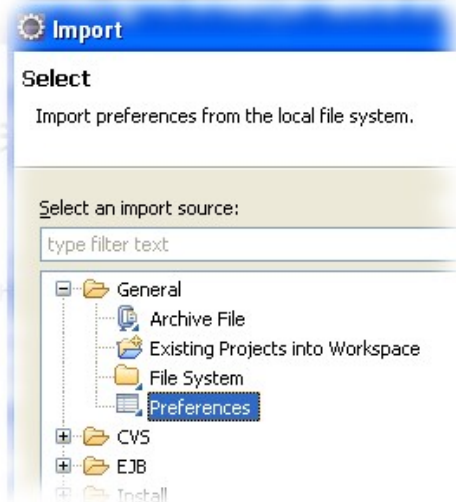 Import
Select
Import preferences from the local file system.
Select an import source:
type filter text
General
Archive File
Existing Projects into Workspace
File System
Preferences
CVS
EJB
Install